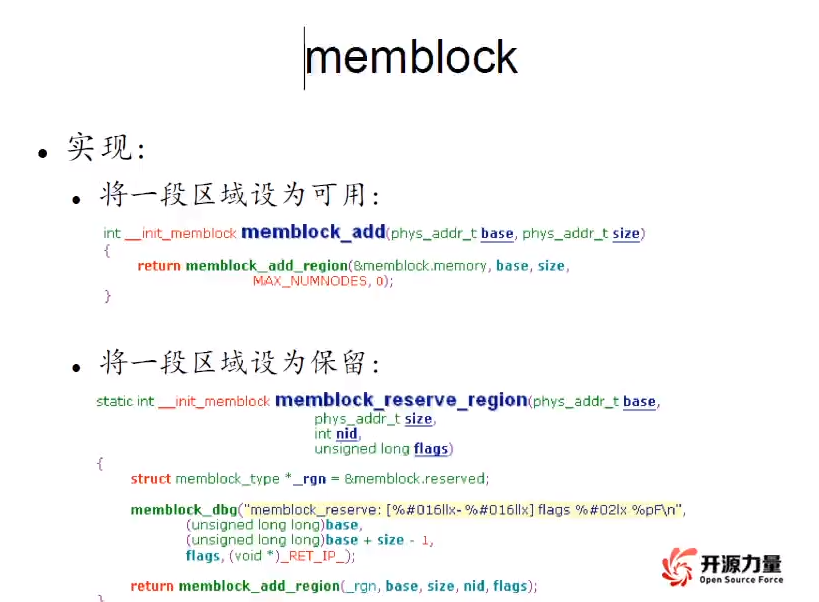 memblock
• 实现:
• 将一段区域设为可用:
int __init_memblock memblock_add(phys_addr_t base, phys_addr_t size)
{
return memblock_add_region(&memblock.memory, base, size,
MAX_NUMNODES, 0);
}
• 将一段区域设为保留:
static int __init_memblock memblock_reserve_region(phys_addr_t base,
phys_addr_t size,
int nid,
unsigned long flags)
{
struct memblock_type *_rgn = &memblock.reserved;
memblock_dbg("memblock_reserve: [%#016llx-%#016llx] flags %#02lx %pF\n",
(unsigned long long)base,
(unsigned long long)base + size - 1,
flags, (void *)_RET_IP_);
return memblock_add_region(_rgn, base, size, nid, flags);
}
开源力量
Open Source Force